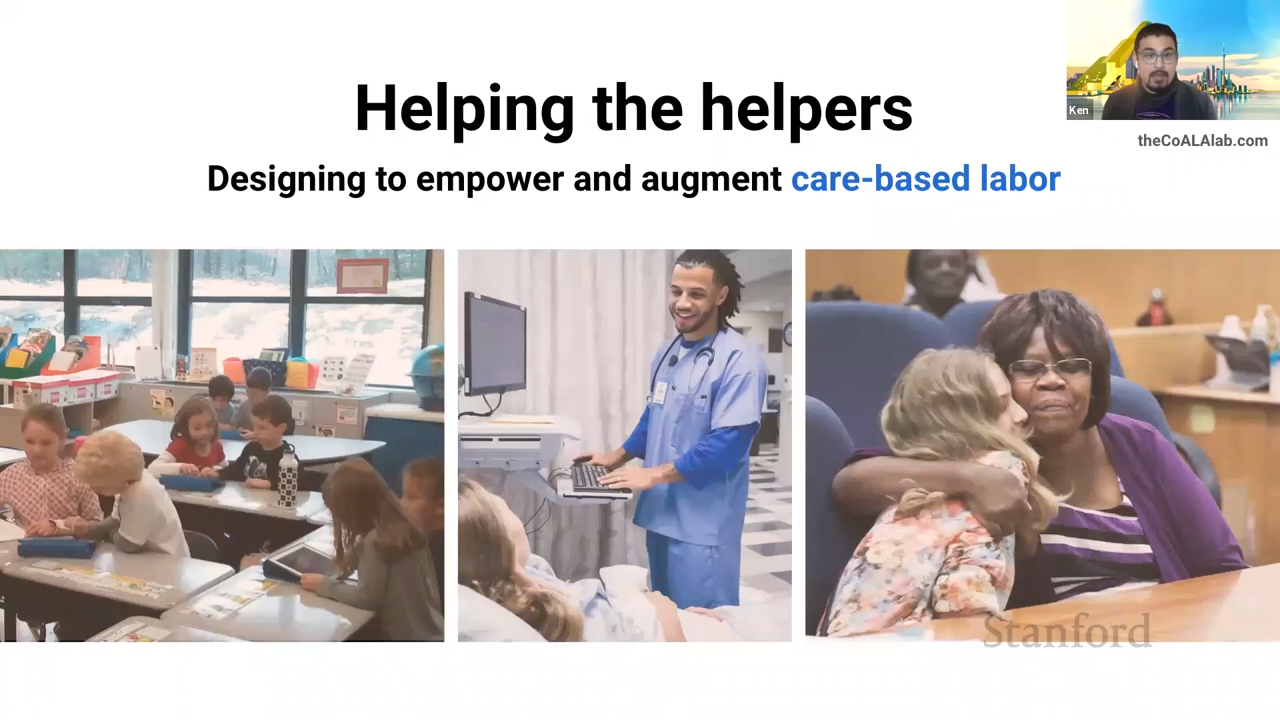 Helping the helpers
Designing to empower and augment care-based labor
Ken
theCoALAlab.com
Stanford